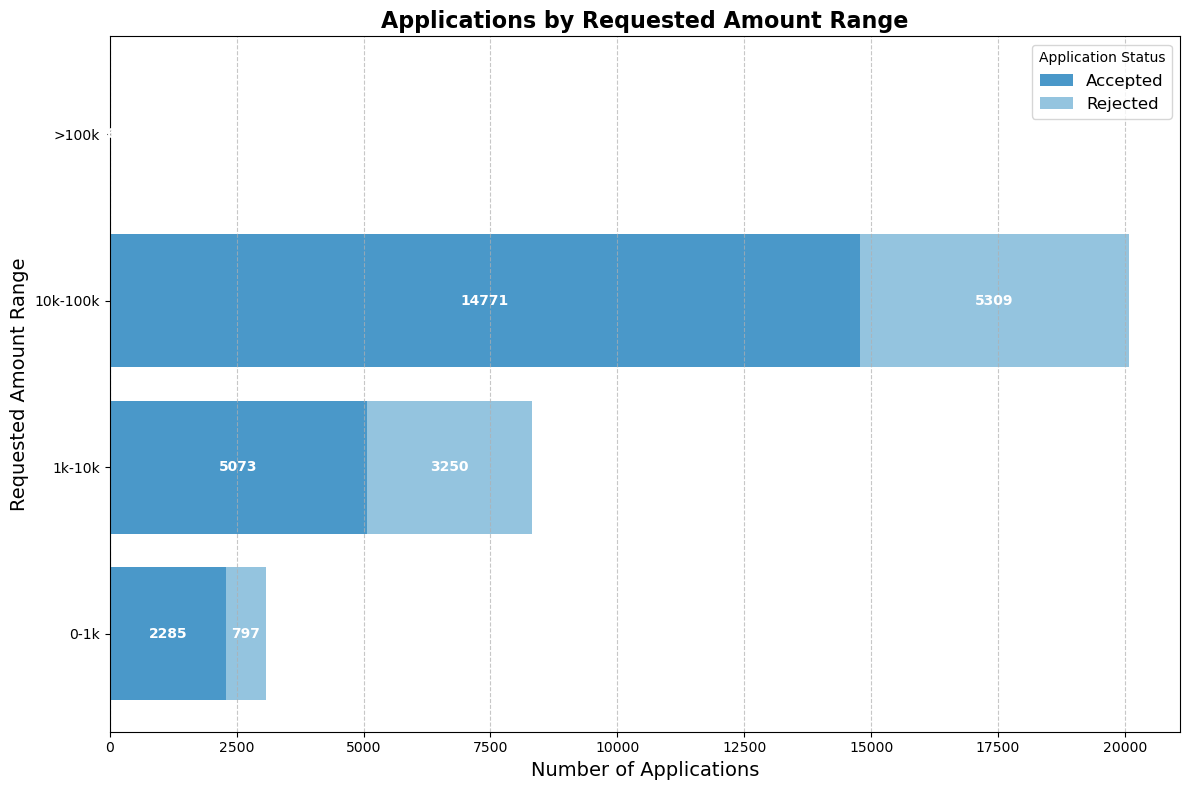 Applications by Requested Amount Range
Application Status
Accepted
Rejected
Requested Amount Range
>100k
10k-100k
14771
5309
1k-10k
5073
3250
0-1k
2285
797
0
2500
5000
7500
10000
12500
15000
17500
20000
Number of Applications